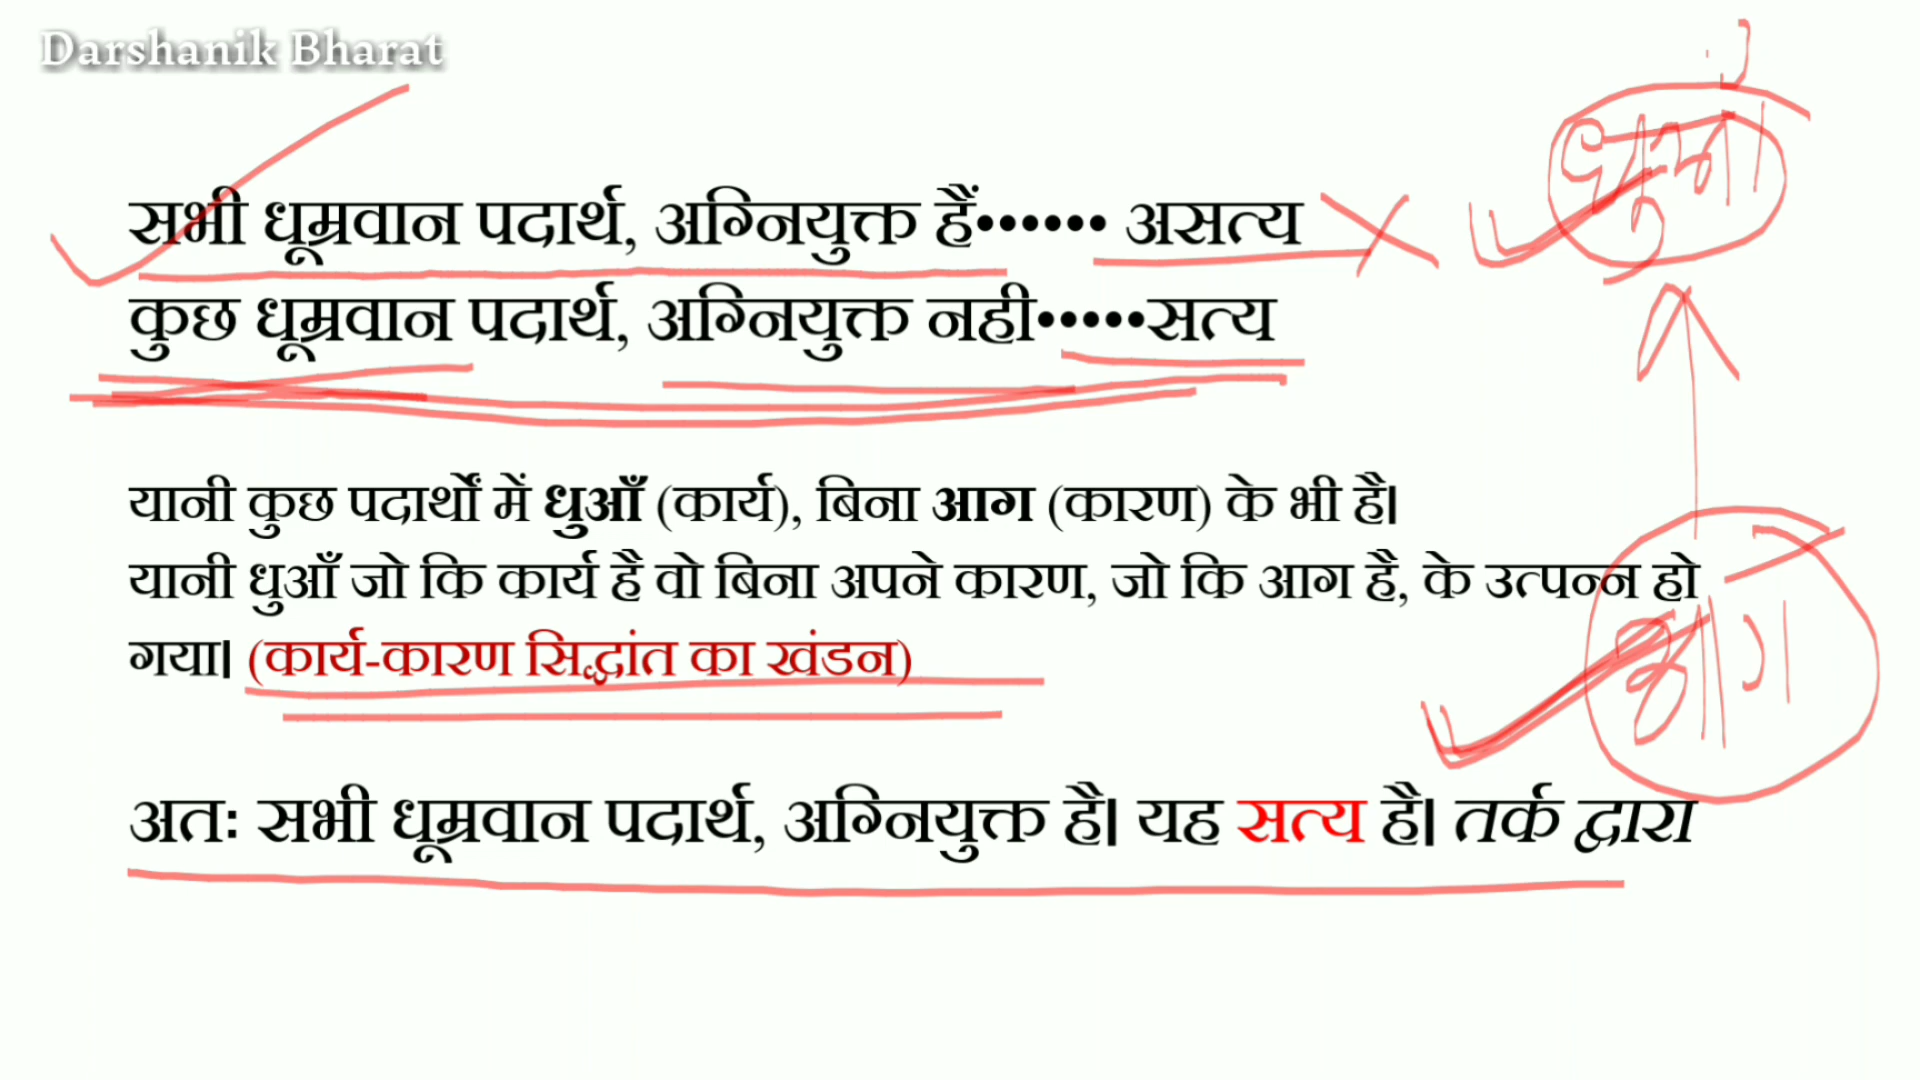 Darshanik Bharat
सभी धूम्रवान पदार्थ, अग्नियुक्त हैं•••••• असत्य
कुछ धूम्रवान पदार्थ, अग्नियुक्त नही•••••सत्य
यानी कुछ पदार्थों में धुआँ (कार्य), बिना आग (कारण) के भी है।
यानी धुआँ जो कि कार्य है वो बिना अपने कारण, जो कि आग है, के उत्पन्न हो
गया। (कार्य-कारण सिद्धांत का खंडन)
अतः सभी धूम्रवान पदार्थ, अग्नियुक्त है। यह सत्य है। तर्क द्वारा
आग